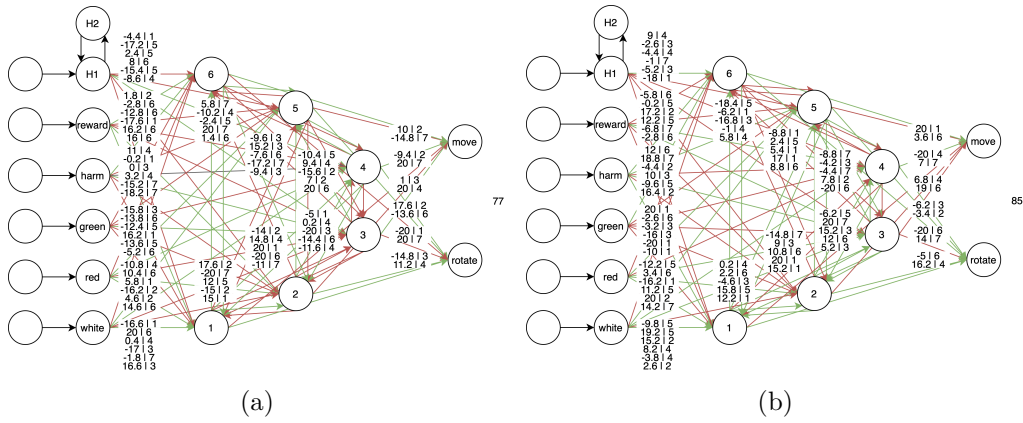 H2
-4.4 | 1
-17.2 | 5
2.4 | 5
8 | 6
-15.4 | 5
-8.6 | 4
H1
1.8 | 2
-2.8 | 6
-12.8 | 6
-17.6 | 1
16.2 | 6
16 | 6
reward
11 | 4
-0.2 | 1
0 | 3
3.2 | 4
-15.2 | 7
-18.2 | 7
harm
-15.8 | 3
-13.8 | 6
-12.4 | 5
16.2 | 1
-13.6 | 5
-5.2 | 6
green
-10.8 | 4
10.4 | 6
5.8 | 1
-16.2 | 2
4.6 | 2
14.6 | 6
red
-16.6 | 1
20 | 6
0.4 | 4
-17 | 3
-1.8 | 7
16.6 | 3
white
6
5.8 | 7
-10.2 | 4
-2.4 | 5
20 | 7
1.4 | 6
5
-9.6 | 3
15.2 | 3
-7.6 | 6
-17.2 | 7
-9.4 | 3
4
-10.4 | 5
9.4 | 4
-15.6 | 2
7 | 2
20 | 6
3
-5 | 1
0.2 | 4
-20 | 3
-14.4 | 6
-11.6 | 4
2
-14 | 2
14.8 | 4
20 | 1
-20 | 6
-11 | 7
1
17.6 | 2
-20 | 7
12 | 5
-15 | 2
15 | 1
10 | 2
-14.8 | 7
-9.4 | 2
20 | 1
1 | 3
20 | 4
17.6 | 2
-13.6 | 6
-20 | 1
20 | 7
-14.8 | 3
11.2 | 4
move
rotate
77
(a)
H2
9 | 4
-2.6 | 3
-4.4 | 4
-1 | 7
-5.2 | 3
-18 | 1
H1
-5.8 | 6
-0.2 | 5
17.2 | 2
12.2 | 5
-6.8 | 7
-2.8 | 6
reward
12 | 6
18.8 | 7
-4.4 | 2
10 | 3
-9.6 | 5
16.4 | 2
harm
20 | 1
-2.6 | 6
-3.2 | 3
-16 | 3
-20 | 1
-10 | 1
green
-12.2 | 5
3.4 | 6
-16.2 | 1
11.2 | 5
20 | 2
14.2 | 7
red
-9.8 | 5
19.2 | 5
15.2 | 2
8.2 | 4
-3.8 | 4
2.6 | 2
white
6
-18.4 | 5
-6.2 | 1
-16.8 | 3
-1 | 4
5.8 | 4
5
-8.8 | 1
2.4 | 5
5.4 | 1
17 | 1
8.8 | 6
4
-8.8 | 7
-4.2 | 3
-4.4 | 7
7.8 | 2
-20 | 6
3
-6.2 | 5
20 | 7
15.2 | 3
12 | 6
5.2 | 3
2
-14.8 | 7
9 | 3
10.8 | 6
20 | 1
15.2 | 1
1
0.2 | 4
2.2 | 6
-4.6 | 3
15.8 | 5
12.2 | 1
20 | 1
3.6 | 6
-20 | 4
7 | 7
6.8 | 4
19 | 6
-6.2 | 3
-3.4 | 2
-20 | 6
14 | 7
-5 | 6
16.2 | 4
move
rotate
85
(b)